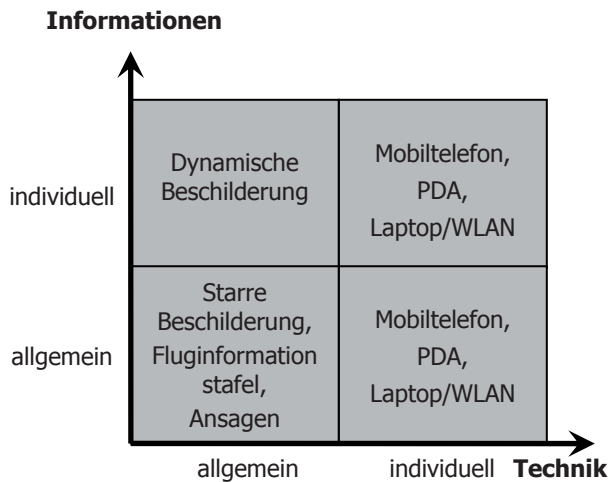 Informationen
individuell
Dynamische
Beschilderung
Mobiltelefon,
PDA,
Laptop/WLAN
allgemein
Starre
Beschilderung,
Fluginformation
stafel,
Ansagen
Mobiltelefon,
PDA,
Laptop/WLAN
allgemein
individuell
Technik